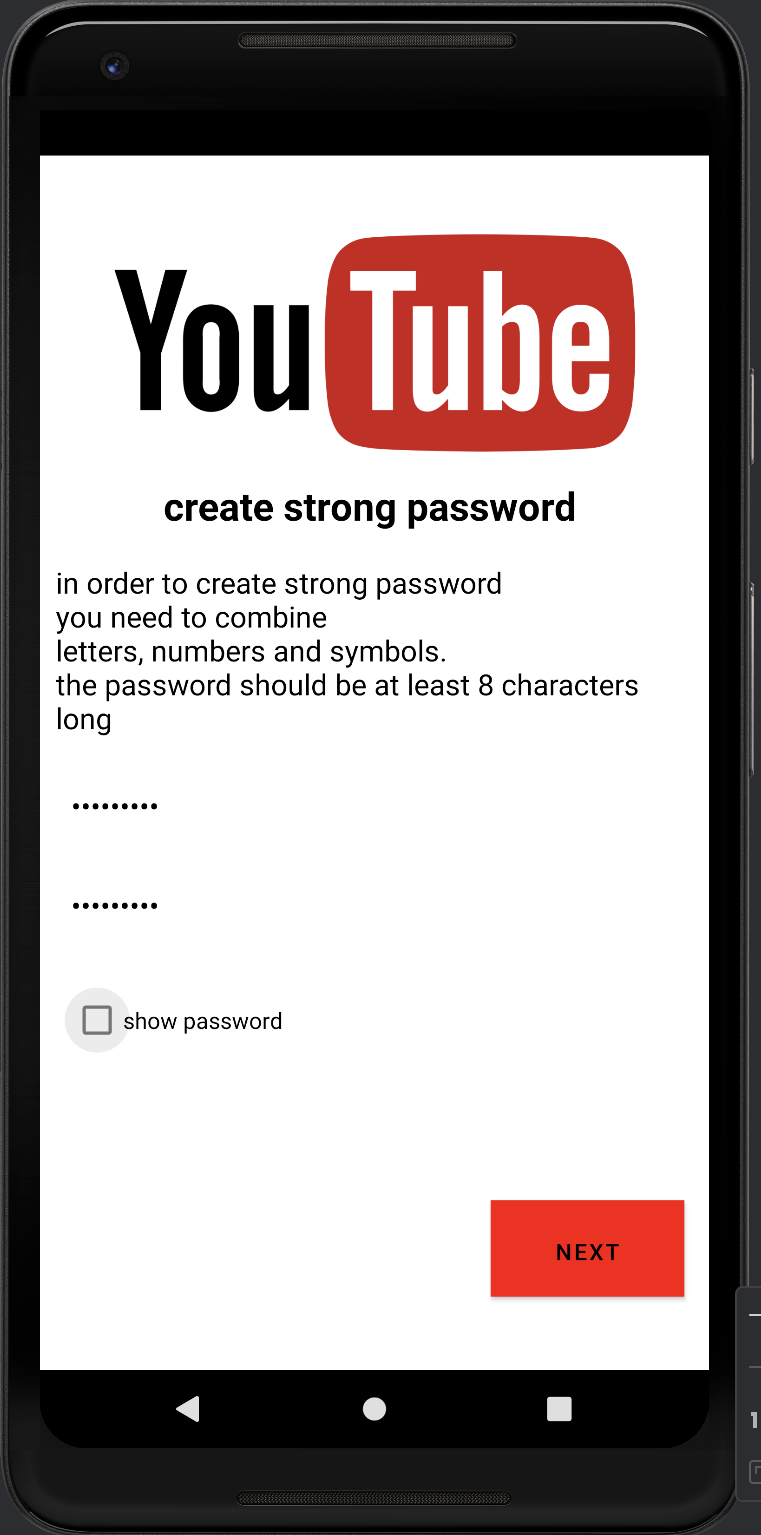 YouTube
create strong password
in order to create strong password
you need to combine
letters, numbers and symbols.
the password should be at least 8 characters
long
•••••••••
•••••••••
show password
NEXT
1